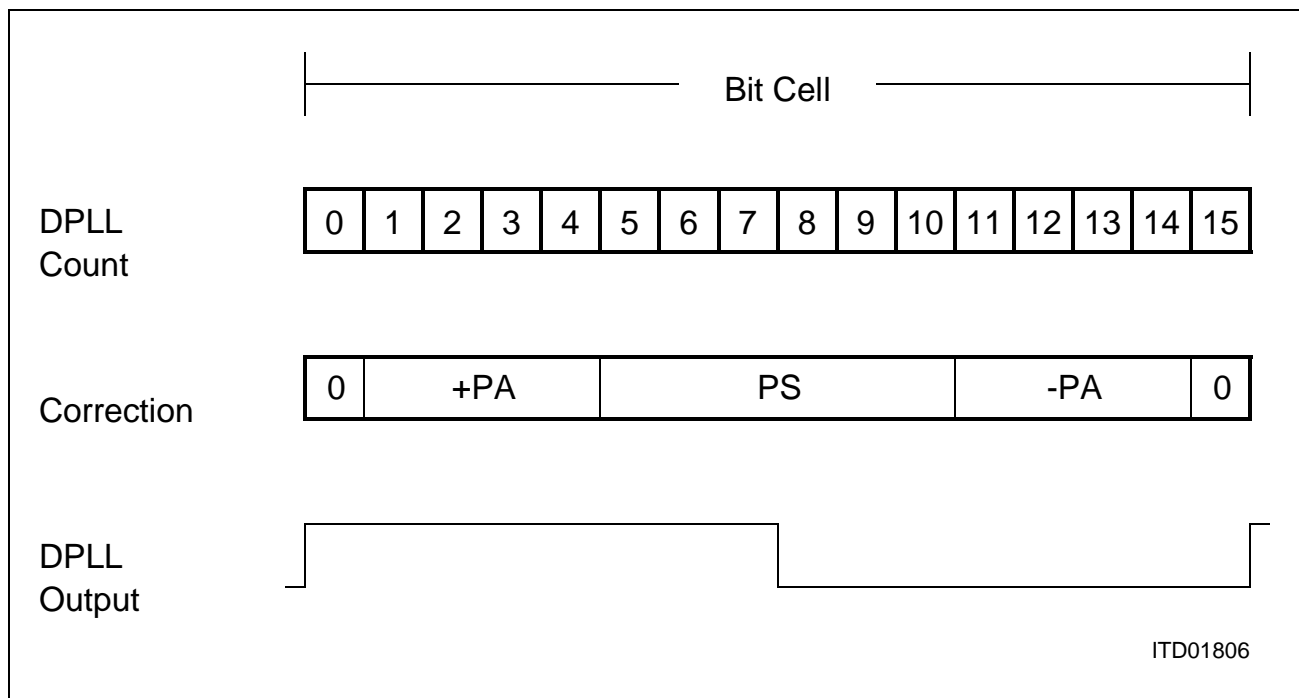 Bit Cell
DPLL
Count
0 1 2 3 4 5 6 7 8 9 10 11 12 13 14 15
Correction
0 +PA PS -PA 0
DPLL
Output
ITD01806